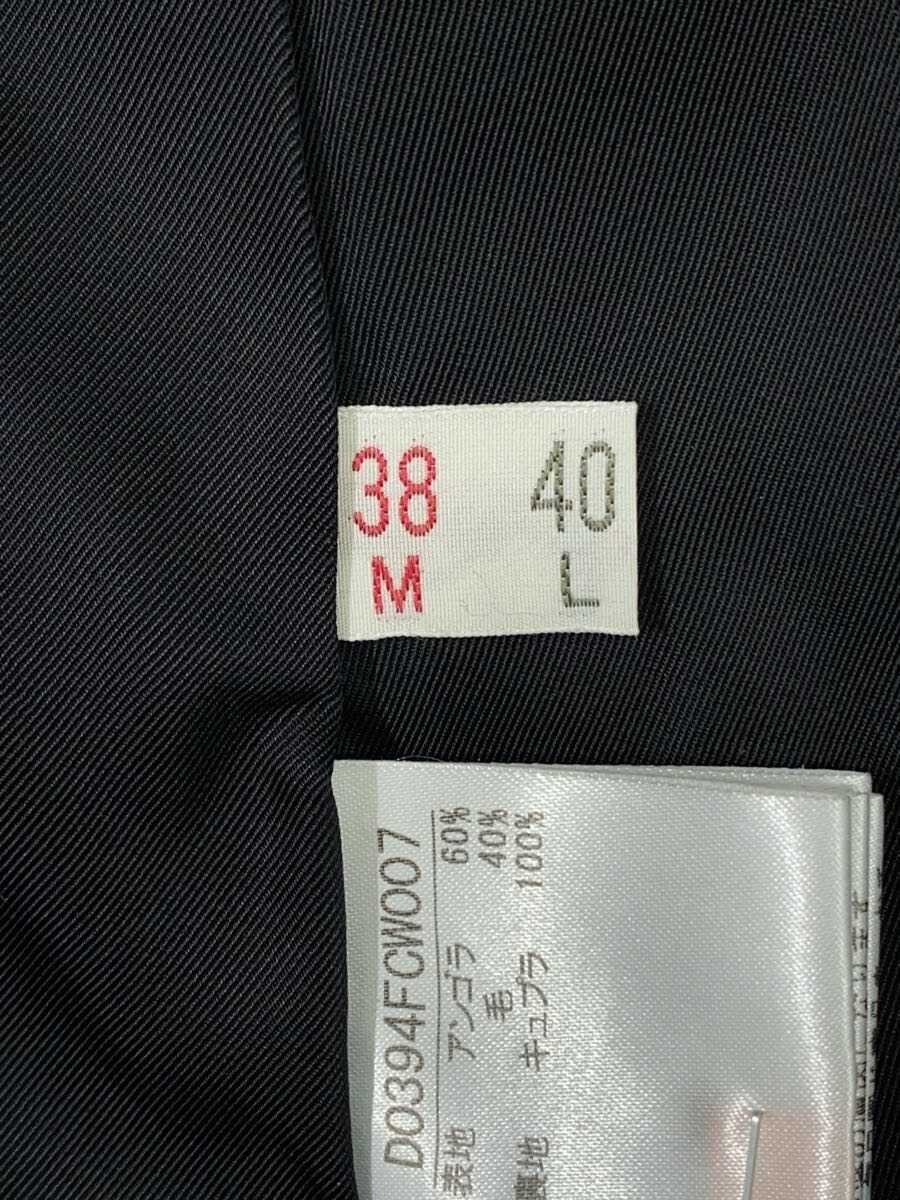 38 40
M L
D0394FCW007
表地 アンゴラ 60%
毛 40%
裏地 キュプラ 100%